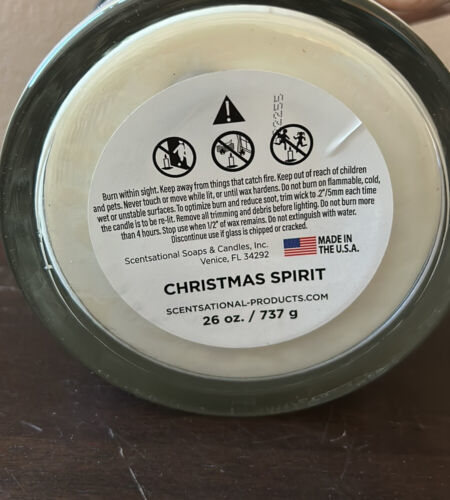 2255
Burn within sight. Keep away from things that catch fire. Keep out of reach of children
and pets. Never touch or move while lit, or until wax hardens. Do not burn on flammable, cold,
wet or unstable surfaces. To optimize burn and reduce soot, trim wick to .2"/5mm each time
the candle is to be re-lit. Remove all trimming and debris before lighting. Do not burn more
than 4 hours. Stop use when 1/2" of wax remains. Do not extinguish with water.
Discontinue use if glass is chipped or cracked.
Scentsational Soaps & Candles, Inc.
Venice, FL 34292
MADE IN
THE U.S.A.
CHRISTMAS SPIRIT
SCENTSATIONAL-PRODUCTS.COM
26 oz. / 737 g